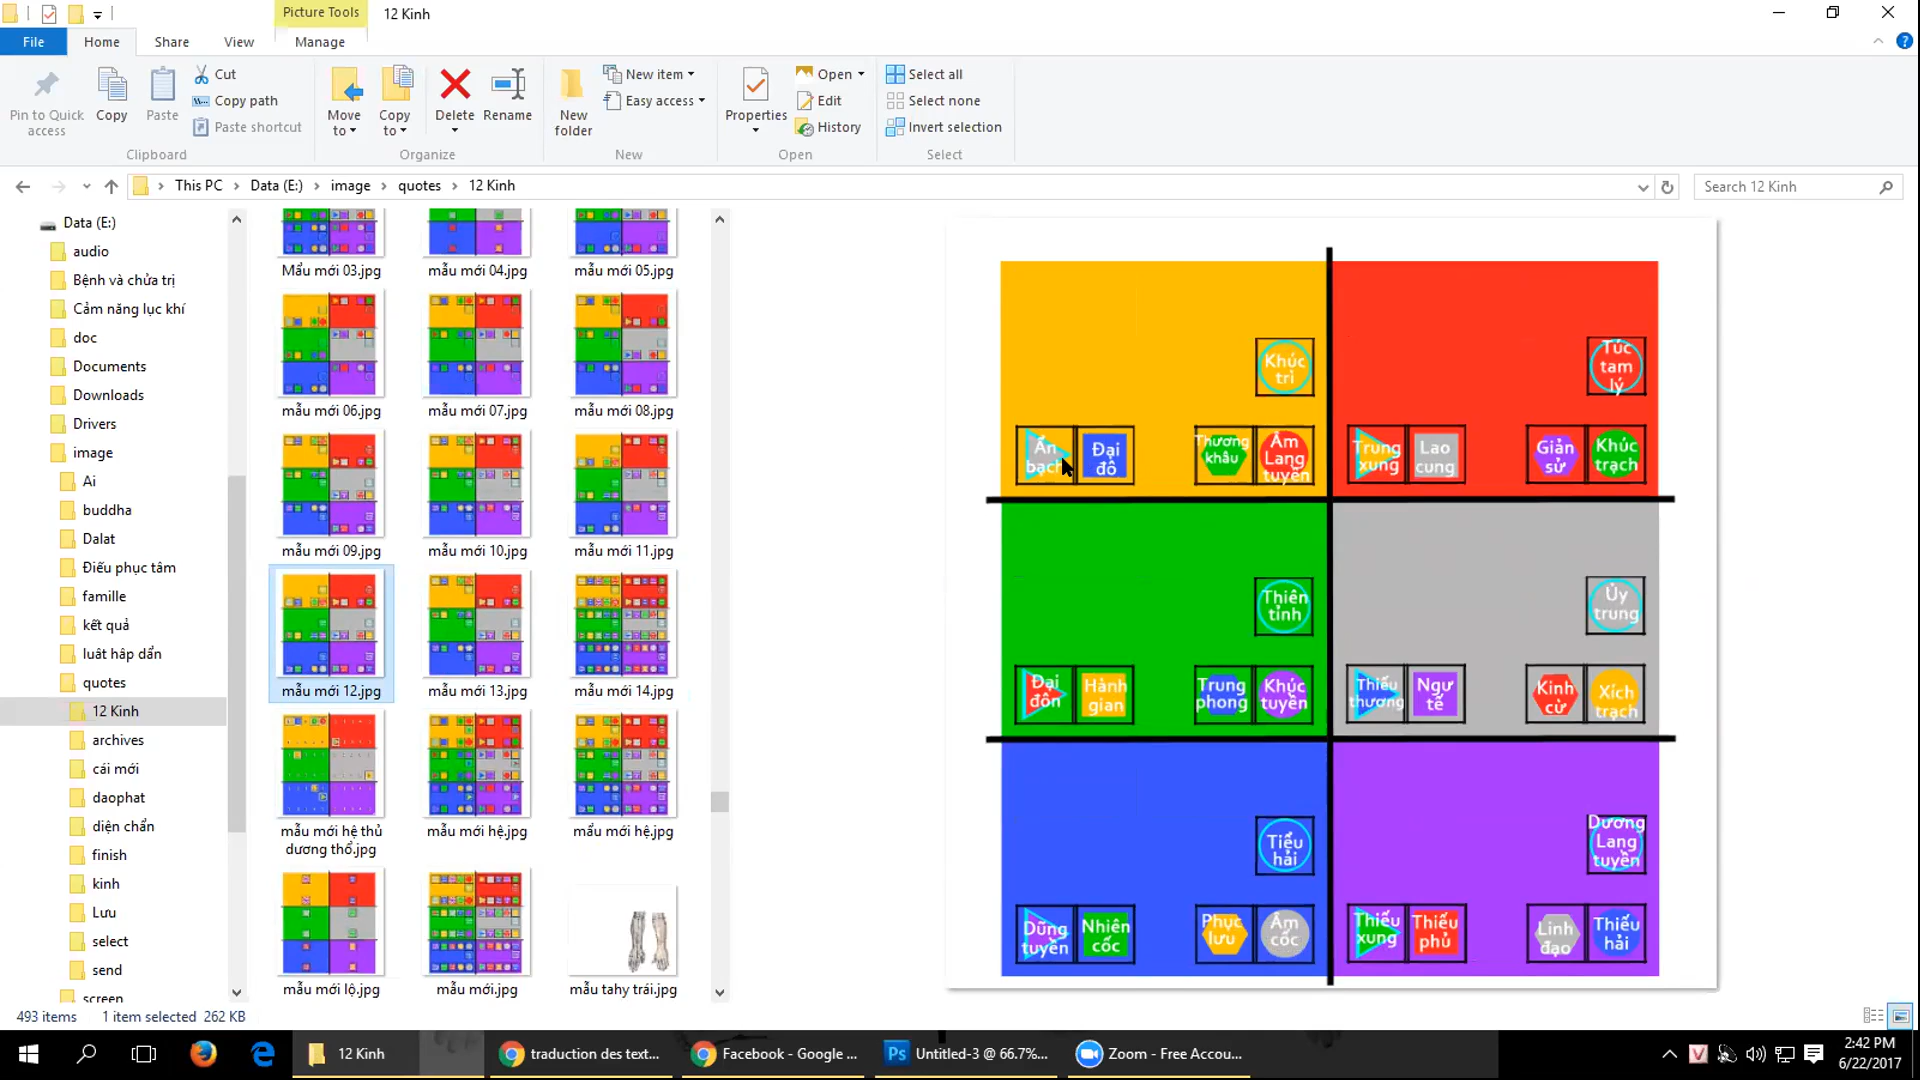 Picture Tools
12 Kinh
File
Home
Share
View
Manage
Pin to Quick
access
Copy
Paste
Cut
Copy path
Paste shortcut
Clipboard
Move
to
Copy
to
Delete
Rename
Organize
New
folder
New item
Easy access
New
Properties
Open
Edit
History
Open
Select all
Select none
Invert selection
Select
This PC
Data (E:)
image
quotes
12 Kinh
Search 12 Kinh
Data (E:)
audio
Bệnh và chửa trị
Cảm năng lục khí
doc
Documents
Downloads
Drivers
image
Ai
buddha
Dalat
Điếu phục tâm
famille
kết quả
luât hâp dẩn
quotes
12 Kinh
archives
cái mới
daophat
diện chẩn
finish
kinh
Lưu
select
send
screen
Mẩu mới 03.jpg
mẫu mới 04.jpg
mẫu mới 05.jpg
mẫu mới 06.jpg
mẫu mới 07.jpg
mẫu mới 08.jpg
mẫu mới 09.jpg
mẫu mới 10.jpg
mẫu mới 11.jpg
mẫu mới 12.jpg
mẫu mới 13.jpg
mẫu mới 14.jpg
mẫu mới hệ thủ
dương thổ.jpg
mẫu mới hệ.jpg
mẩu mới hệ.jpg
mẫu mới lộ.jpg
mẫu mới.jpg
mẫu tahy trái.jpg
Khúc
trì
Túc
tam
lý
Ẩn
bạch
Đại
đô
Thương
khâu
Âm
Lang
tuyền
Trung
xung
Lao
cung
Giản
sử
Khúc
trạch
Thiên
tỉnh
Ủy
trung
Đại
đôn
Hành
gian
Trung
phong
Khúc
tuyền
Thiếu
thương
Ngư
tế
Kinh
cừ
Xích
trạch
Tiểu
hải
Dương
Lang
tuyền
Dũng
tuyền
Nhiên
cốc
Phục
lưu
Âm
cốc
Thiếu
xung
Thiếu
phủ
Linh
đạo
Thiếu
hải
493 items
1 item selected
262 KB
12 Kinh
traduction des text...
Facebook - Google ...
Ps
Untitled-3 @ 66.7%...
Zoom - Free Accou...
V
2:42 PM
6/22/2017